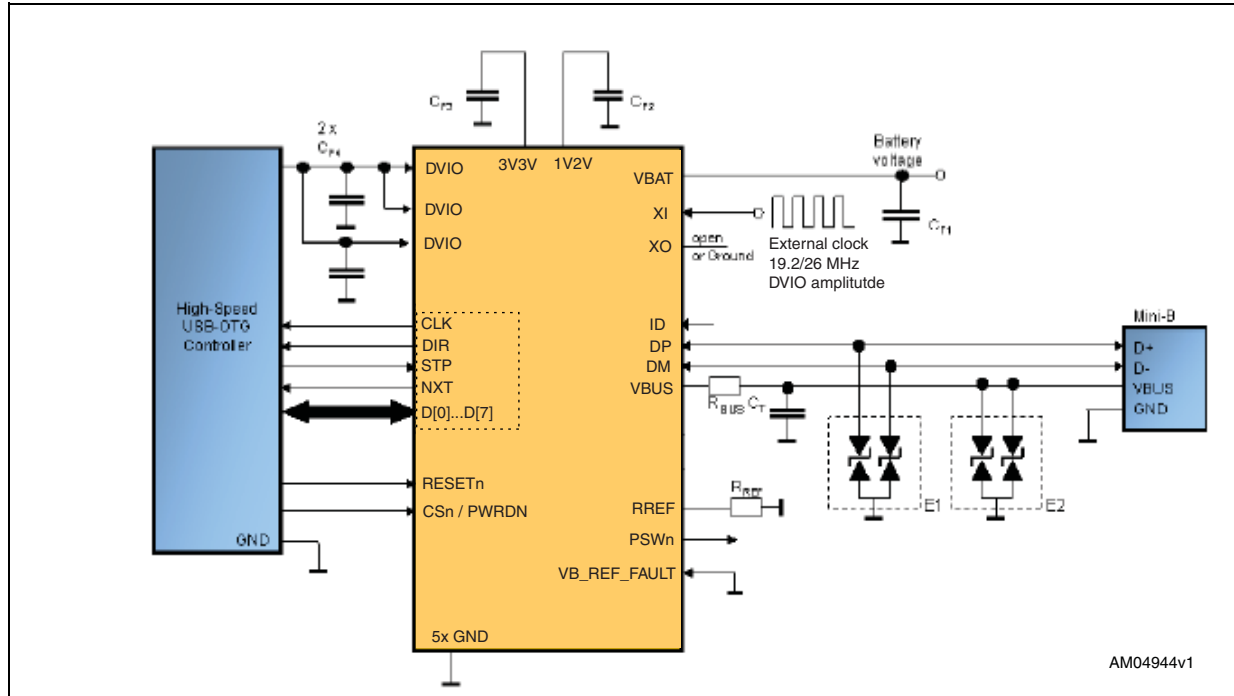 CF3
CF2
2 x
CF4
DVIO
3V3V
1V2V
VBAT
Battery
voltage
DVIO
XI
CF1
DVIO
XO
open
or Ground
External clock
19.2/26 MHz
DVIO amplitutde
High-Speed
USB-OTG
Controller
CLK
DIR
STP
NXT
D[0]...D[7]
ID
DP
DM
VBUS
RBUS
CT
Mini-B
D+
D-
VBUS
GND
RESETn
CSn / PWRDN
GND
RREF
RREF
E1
E2
PSWn
VB_REF_FAULT
5x GND
AM04944v1